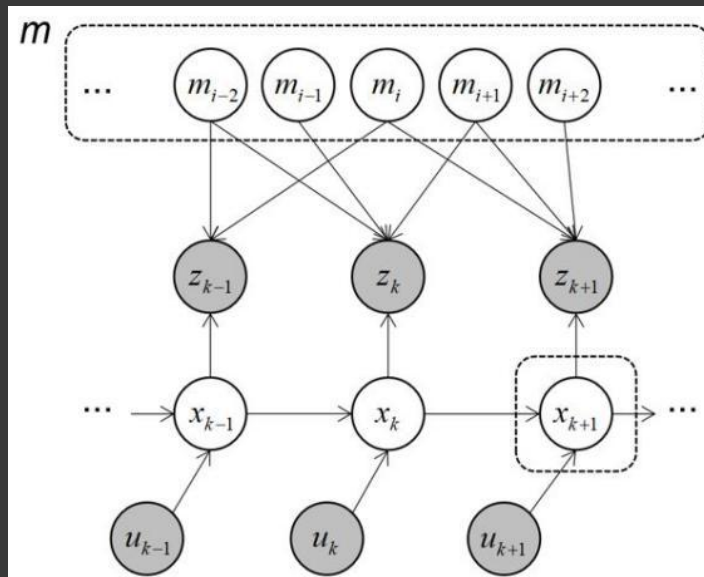 m
... m_{i-2} m_{i-1} m_i m_{i+1} m_{i+2} ...
z_{k-1} z_k z_{k+1}
... x_{k-1} x_k x_{k+1} ...
u_{k-1} u_k u_{k+1}